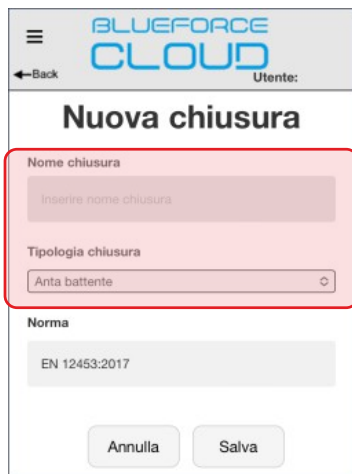 BLUEFORCE
CLOUD
←Back
Utente:
Nuova chiusura
Nome chiusura
Inserire nome chiusura
Tipologia chiusura
Anta battente
Norma
EN 12453:2017
Annulla Salva